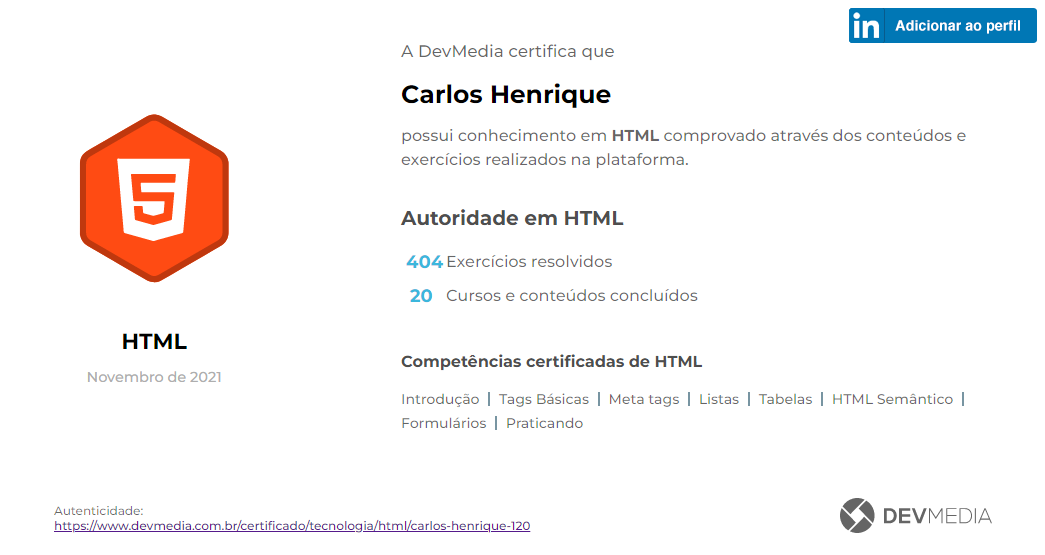 Adicionar ao perfil
A DevMedia certifica que
Carlos Henrique
possui conhecimento em HTML comprovado através dos conteúdos e
exercícios realizados na plataforma.
Autoridade em HTML
404 Exercícios resolvidos
20 Cursos e conteúdos concluídos
HTML
Novembro de 2021
Competências certificadas de HTML
Introdução | Tags Básicas | Meta tags | Listas | Tabelas | HTML Semântico |
Formulários | Praticando
Autenticidade:
https://www.devmedia.com.br/certificado/tecnologia/html/carlos-henrique-120
DEVMEDIA